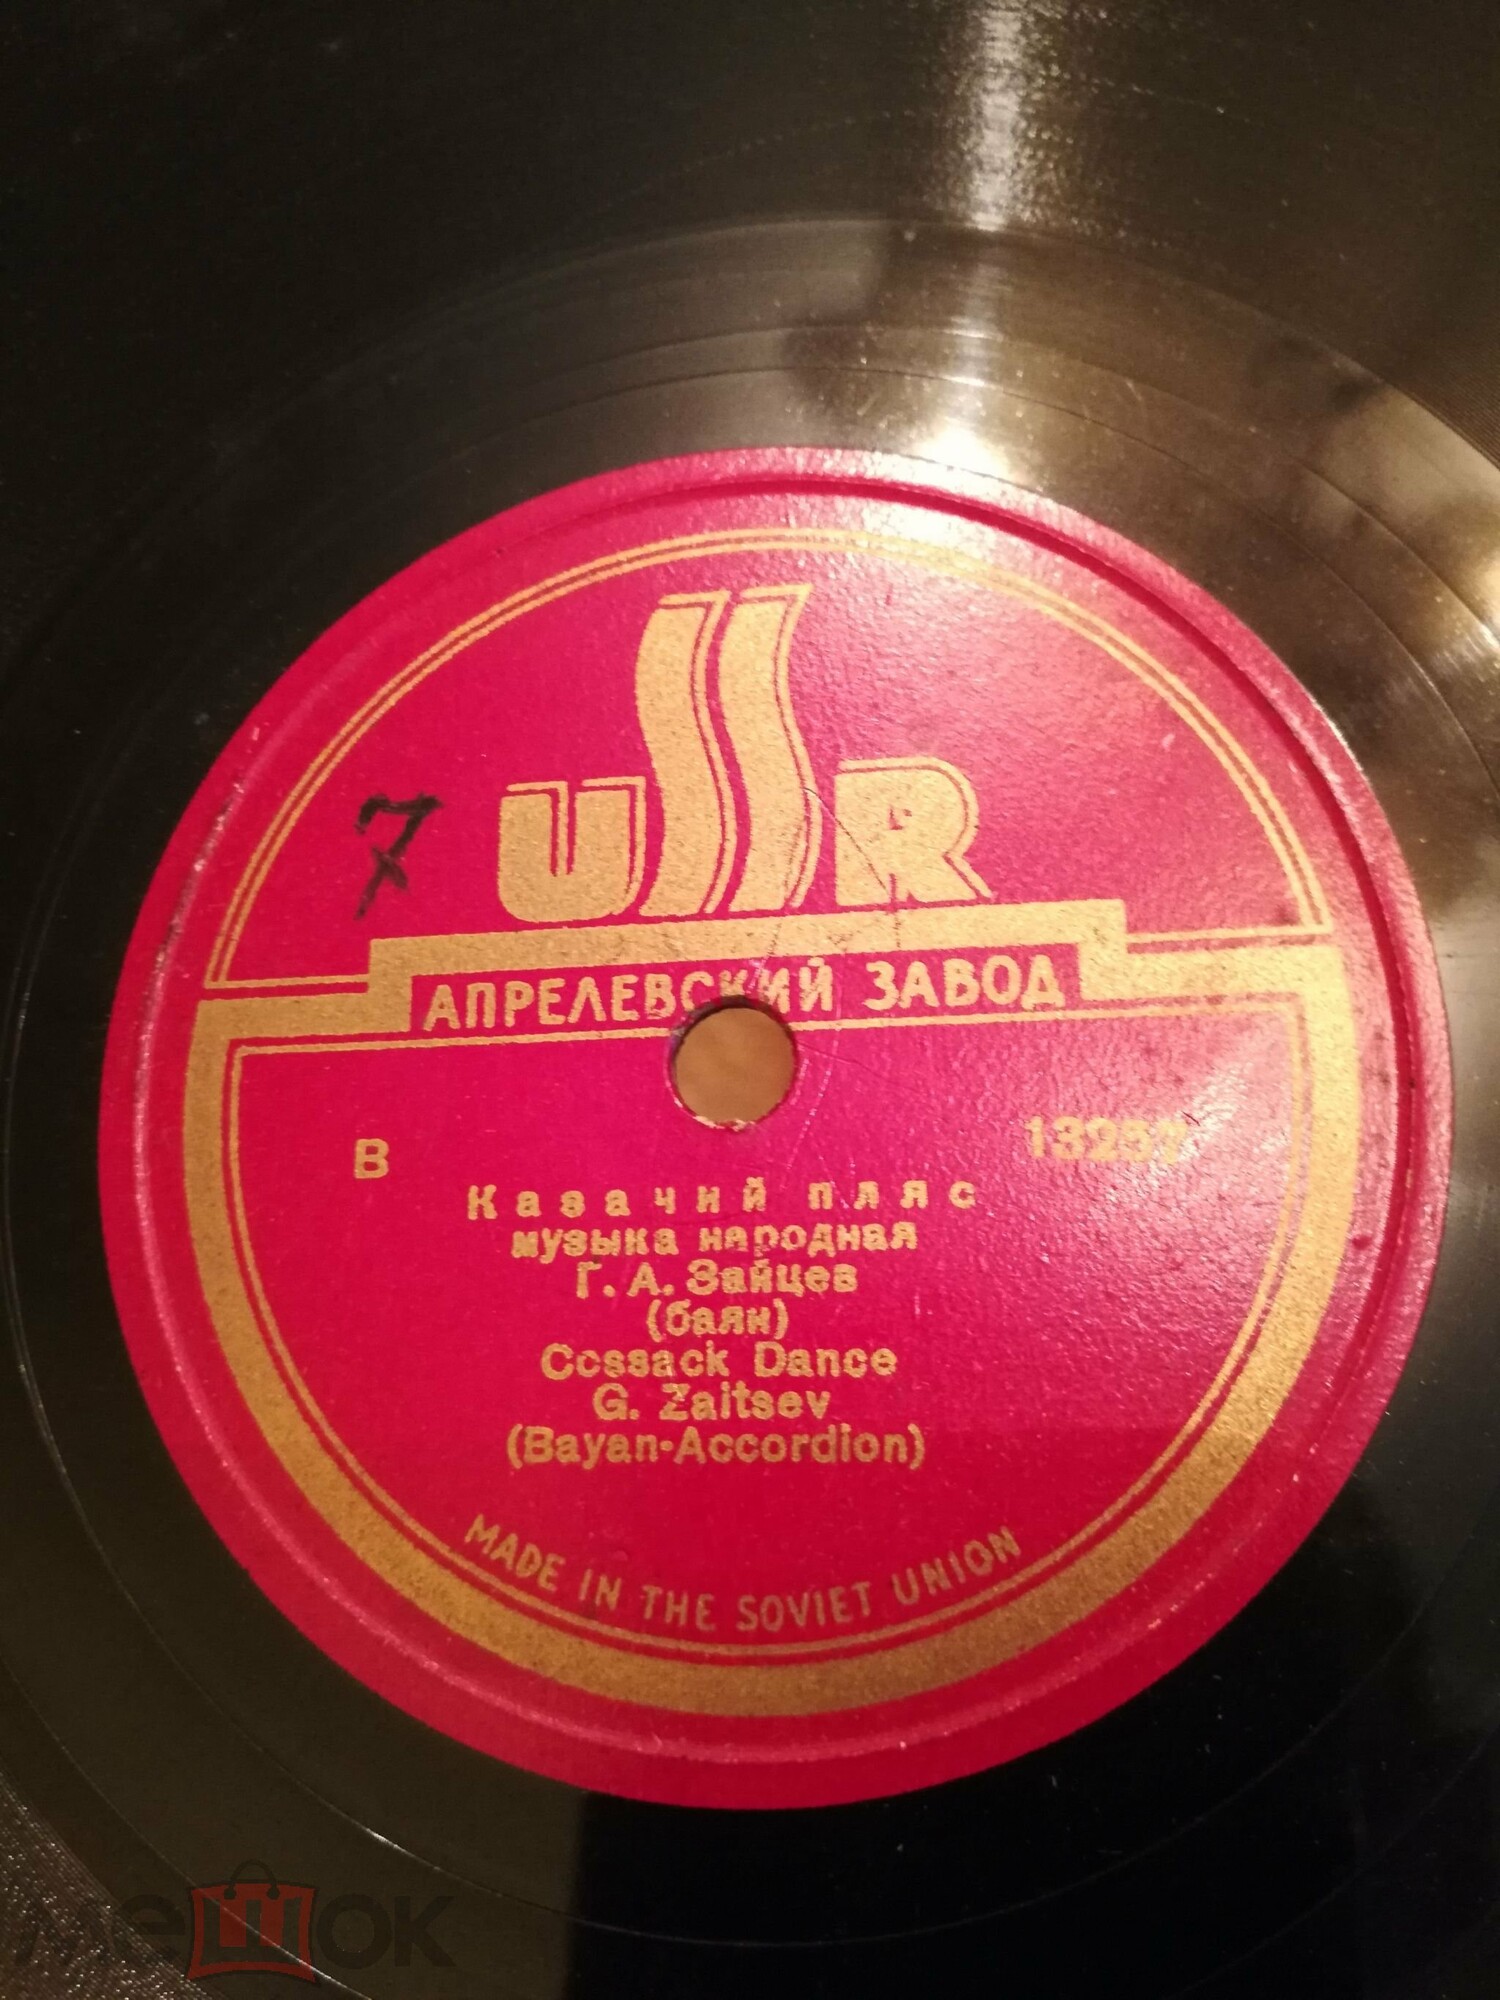 USSR
7
АПРЕЛЕВСКИЙ ЗАВОД
В
Казачий пляс
музыка народная
Г. А. Зайцев
(баян)
Cossack Dance
G. Zaitsev
(Bayan-Accordion)
MADE IN THE SOVIET UNION
мешок